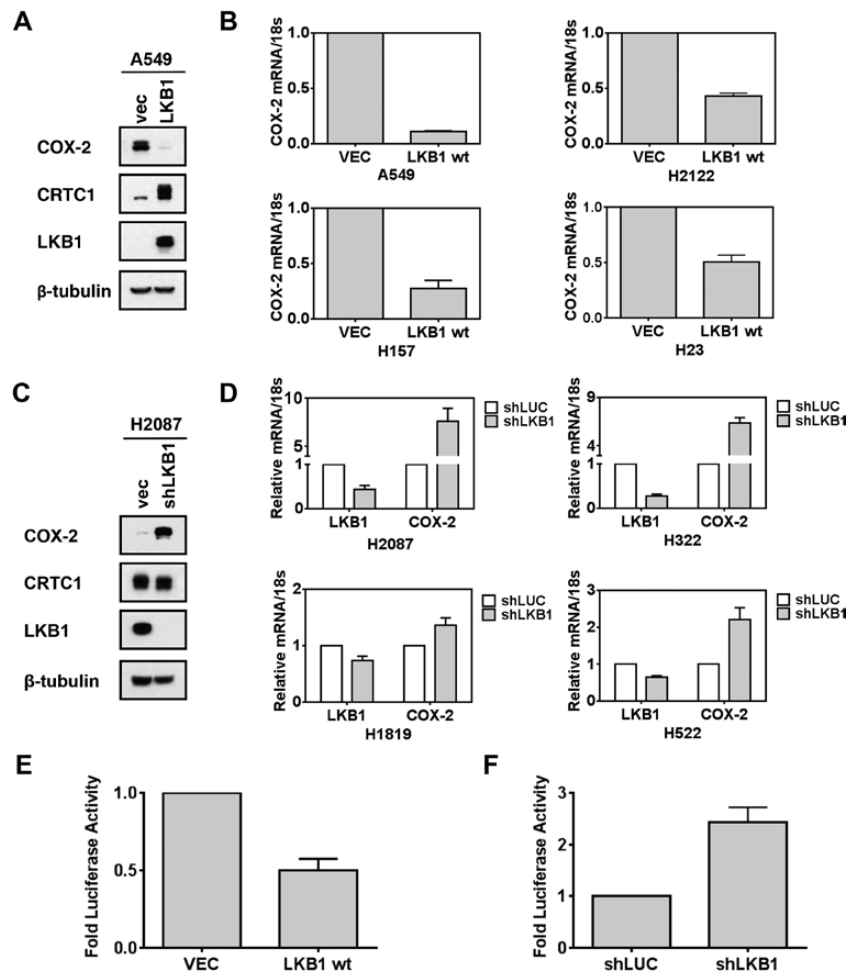 A
A549
vec
LKB1
COX-2
CRTC1
LKB1
β-tubulin
B
COX-2 mRNA/18s
1.0
0.5
0.0
VEC LKB1 wt
A549
COX-2 mRNA/18s
1.0
0.5
0.0
VEC LKB1 wt
H2122
COX-2 mRNA/18s
1.0
0.5
0.0
VEC LKB1 wt
H157
COX-2 mRNA/18s
1.0
0.5
0.0
VEC LKB1 wt
H23
C
H2087
vec
shLKB1
COX-2
CRTC1
LKB1
β-tubulin
D
Relative mRNA/18s
10
5
1
0
LKB1 COX-2
H2087
shLUC
shLKB1
Relative mRNA/18s
9
4
1
0
LKB1 COX-2
H322
shLUC
shLKB1
Relative mRNA/18s
2
1
0
LKB1 COX-2
H1819
shLUC
shLKB1
Relative mRNA/18s
3
2
1
0
LKB1 COX-2
H522
shLUC
shLKB1
E
Fold Luciferase Activity
1.0
0.5
0.0
VEC LKB1 wt
F
Fold Luciferase Activity
3
2
1
0
shLUC shLKB1